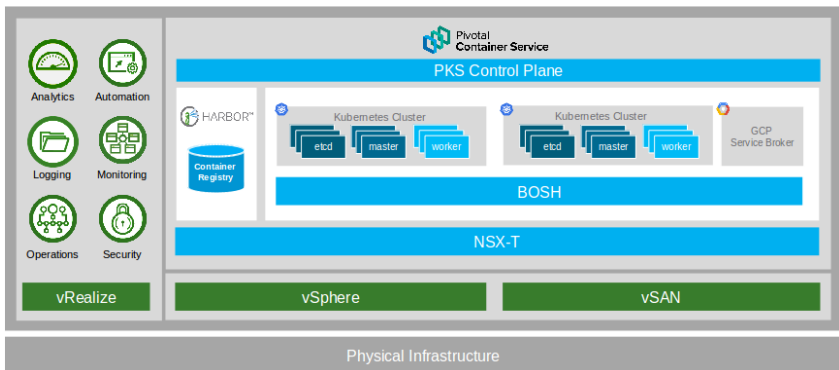 Analytics
Automation
Logging
Monitoring
Operations
Security
vRealize
Pivotal
Container Service
PKS Control Plane
HARBOR™
Container
Registry
Kubernetes Cluster
etcd
master
worker
Kubernetes Cluster
etcd
master
worker
GCP
Service Broker
BOSH
NSX-T
vSphere
vSAN
Physical Infrastructure